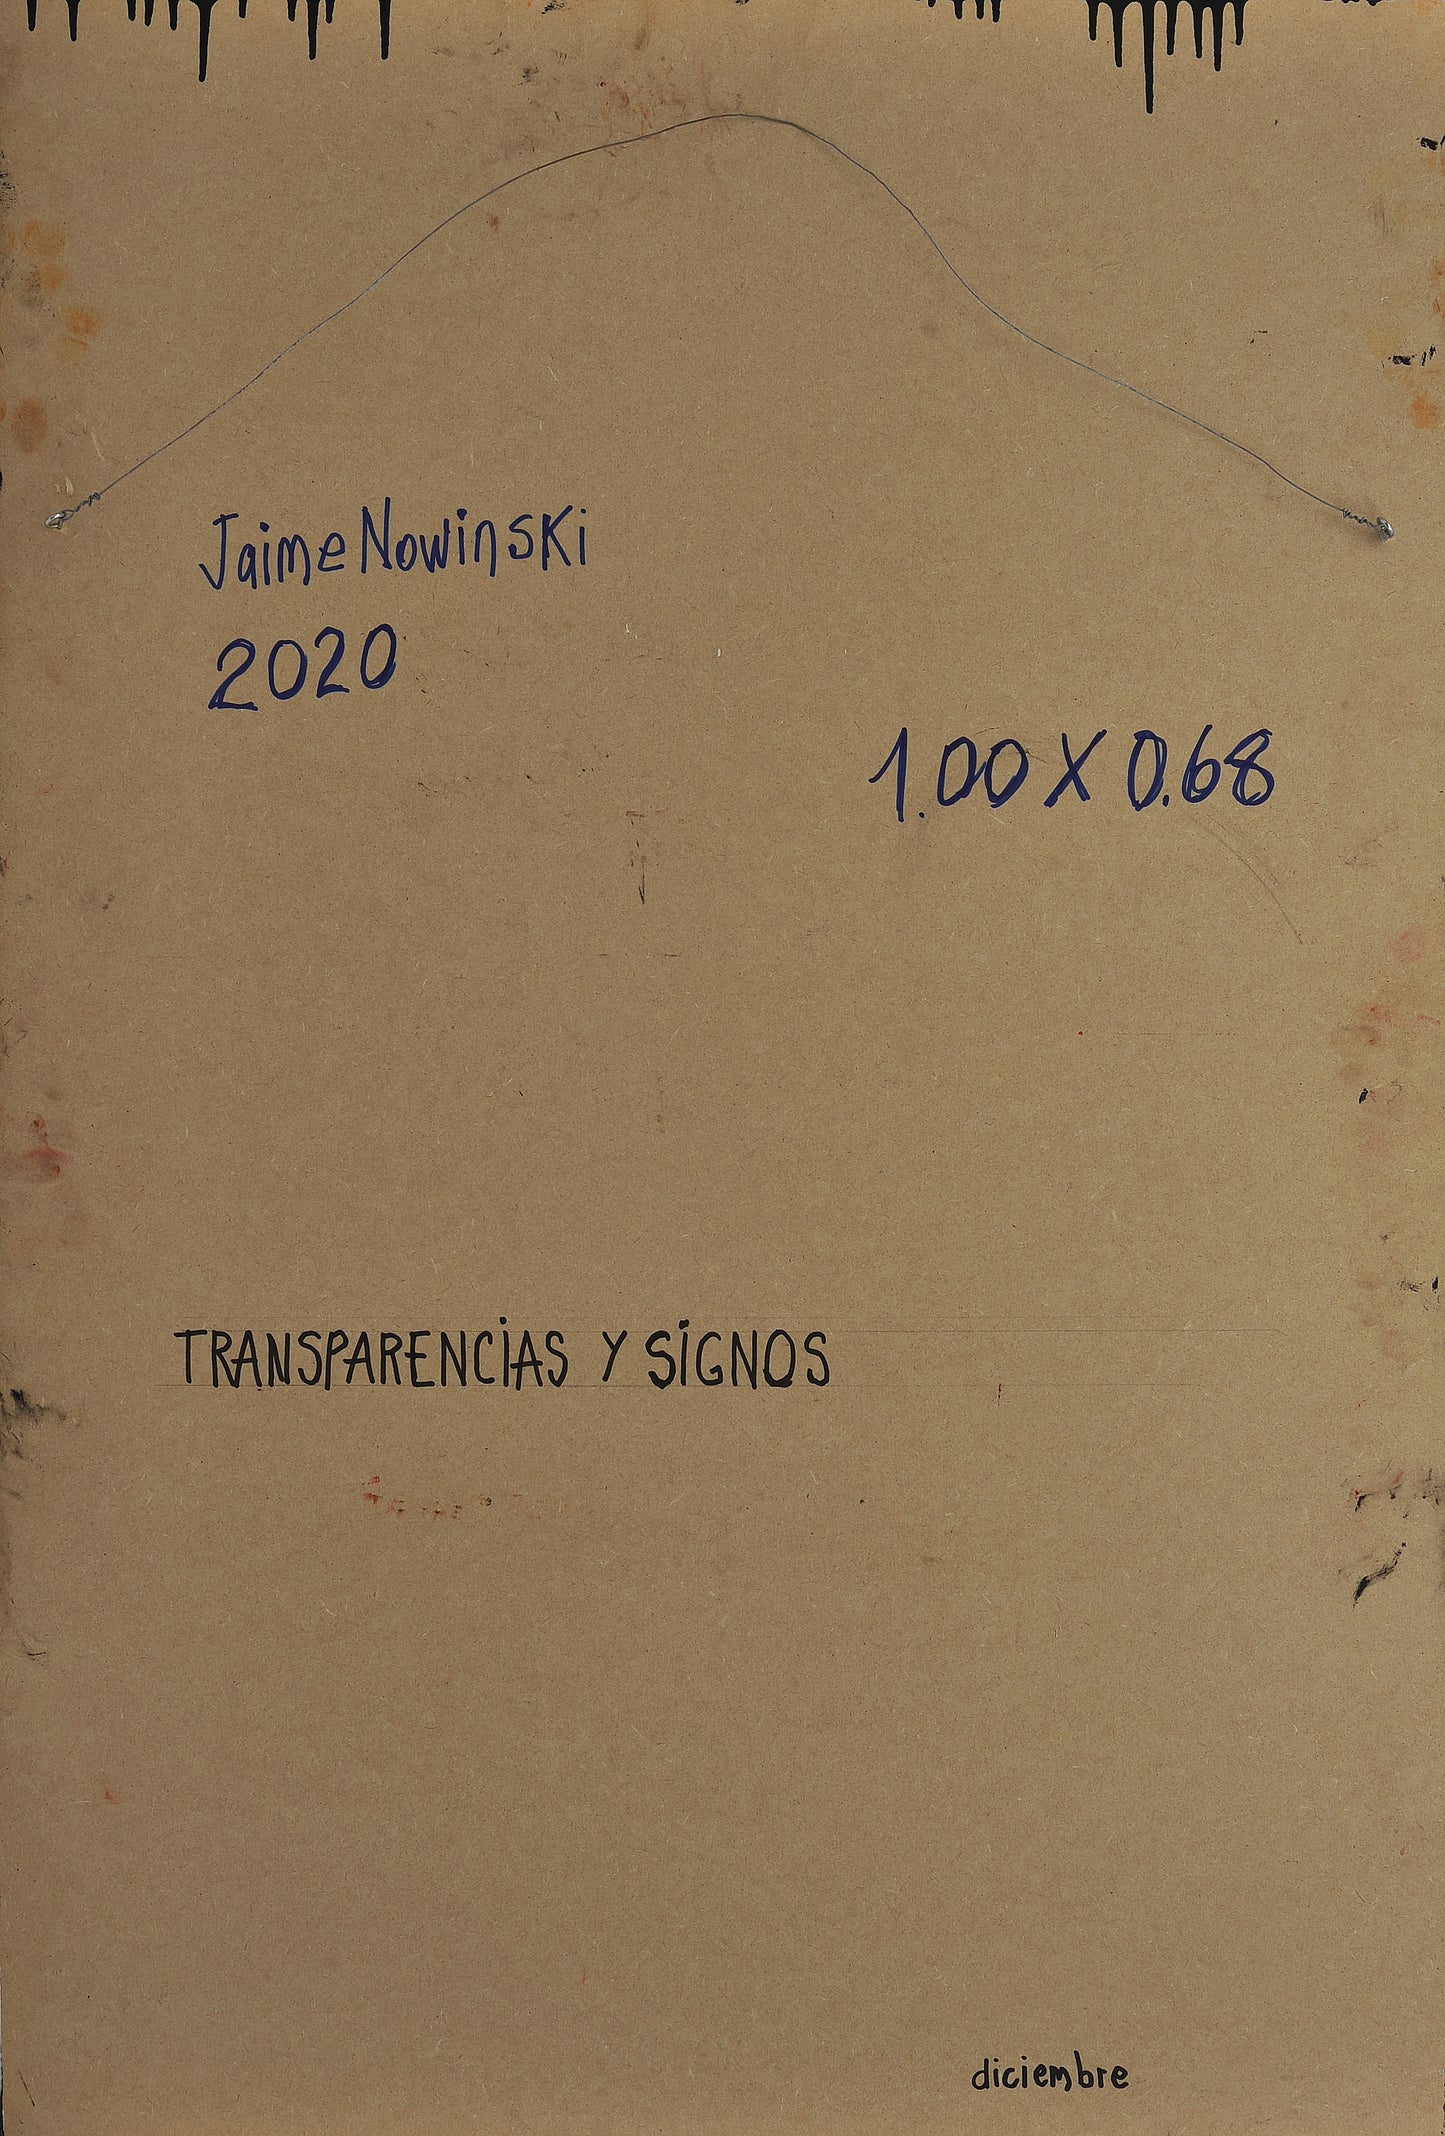 Jaime Nowinski
2020
1.00 X 0.68
TRANSPARENCIAS Y SIGNOS
diciembre